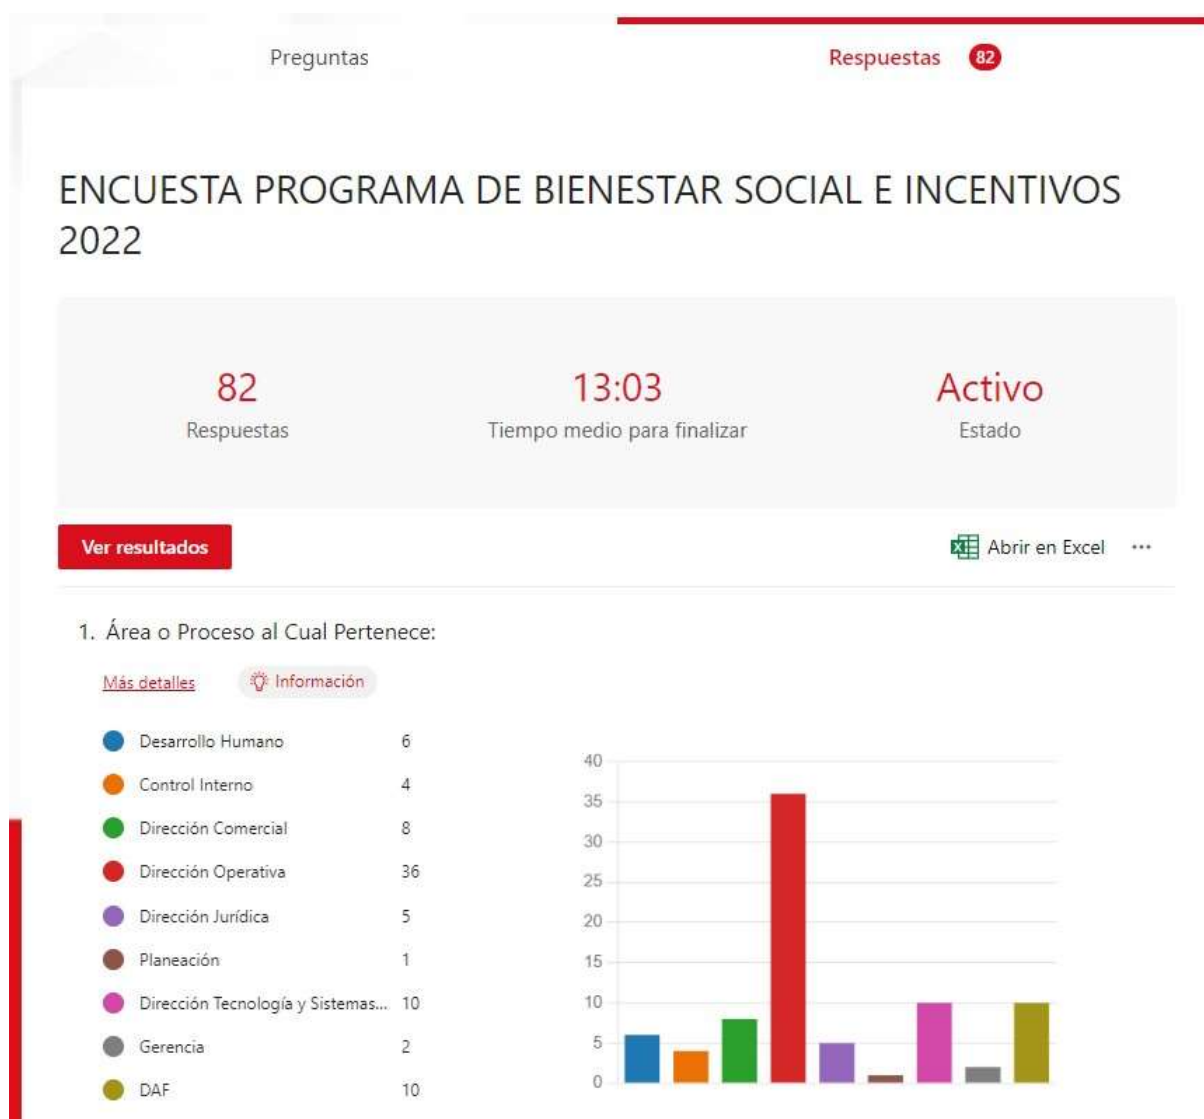 Preguntas
Respuestas 82
ENCUESTA PROGRAMA DE BIENESTAR SOCIAL E INCENTIVOS
2022
82
Respuestas
13:03
Tiempo medio para finalizar
Activo
Estado
Ver resultados
Abrir en Excel ...
1. Área o Proceso al Cual Pertenece:
Más detalles
Información
Desarrollo Humano 6
Control Interno 4
Dirección Comercial 8
Dirección Operativa 36
Dirección Jurídica 5
Planeación 1
Dirección Tecnología y Sistemas... 10
Gerencia 2
DAF 10
40
35
30
25
20
15
10
5
0